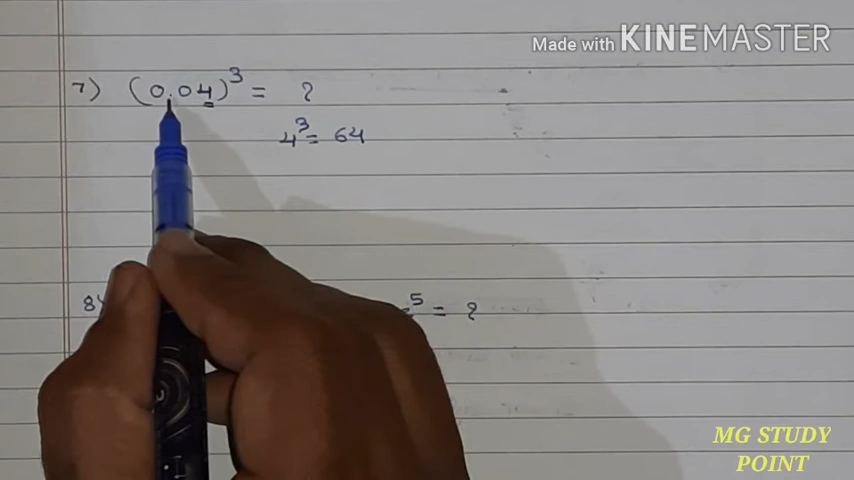 Made with KINEMASTER
7) (0.04)³ = ?
4³ = 64
8) ⁵ = ?
MG STUDY
POINT